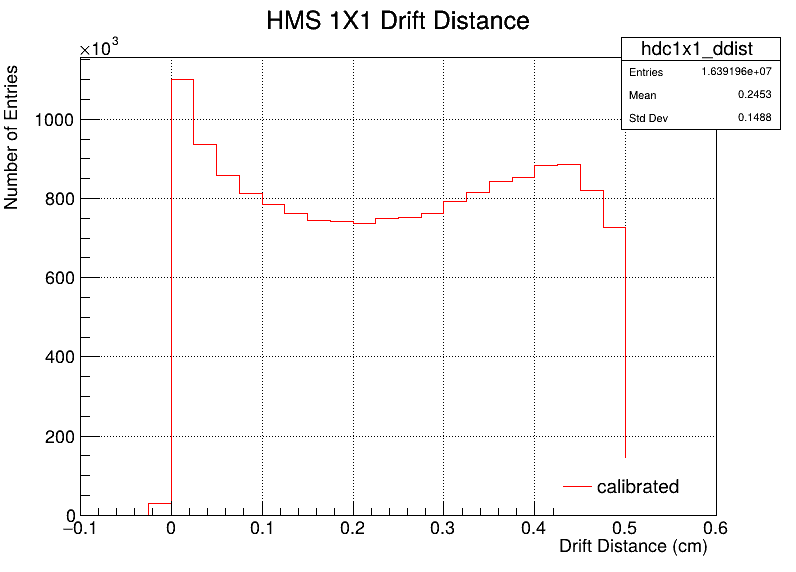 HMS 1X1 Drift Distance
×10³
hdc1x1_ddist
Entries 1.639196e+07
Mean 0.2453
Std Dev 0.1488
Number of Entries
1000
800
600
400
200
0
calibrated
−0.1 0 0.1 0.2 0.3 0.4 0.5 0.6
Drift Distance (cm)